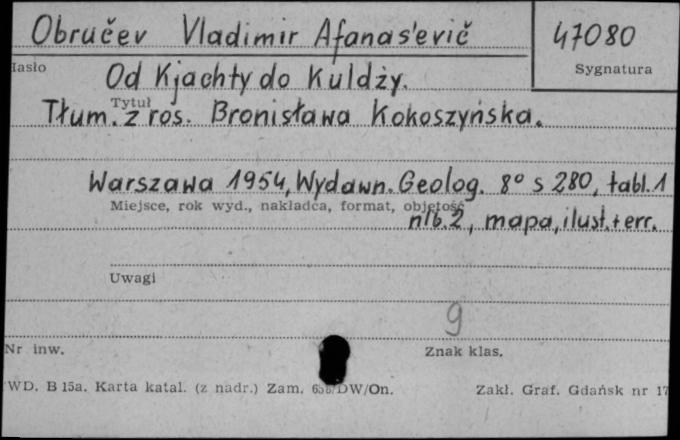 Obručev Vladimir Afanas'evič 47080
Hasło Sygnatura
Od Kjachty do Kuldży.
Tytuł
Tłum. z ros. Bronisława Kokoszyńska.
Warszawa 1954, Wydawn. Geolog. 8° s 280, tabl. 1
Miejsce, rok wyd., nakładca, format, objętość
nlb. 2, mapa, ilust. + err.
Uwagi
9
Nr inw. Znak klas.
WD. B 15a. Karta katal. (z nadr.) Zam. DW/On. Zakł. Graf. Gdańsk nr 17